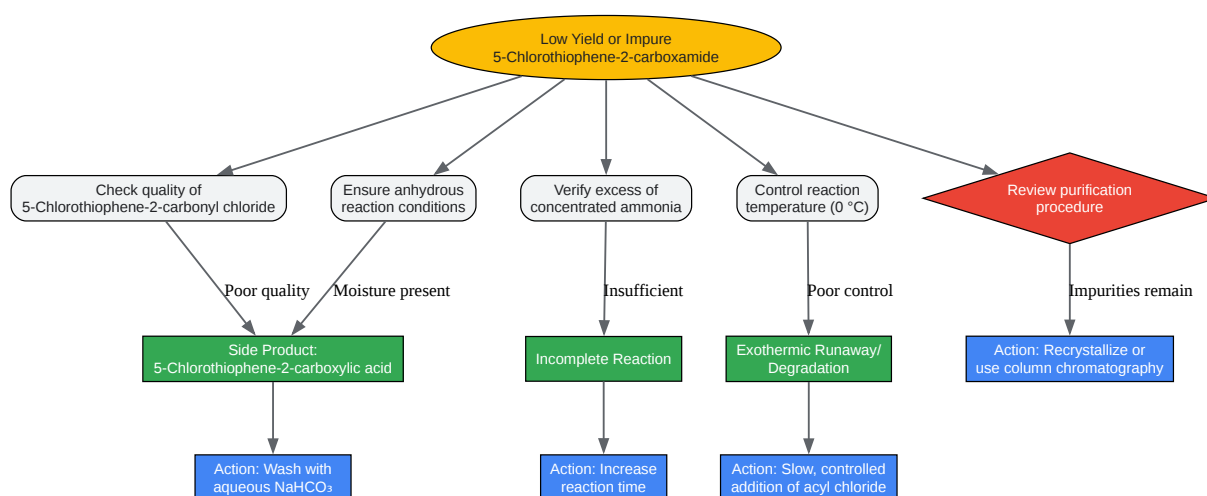 Low Yield or Impure
5-Chlorothiophene-2-carboxamide
Check quality of
5-Chlorothiophene-2-carbonyl chloride
Ensure anhydrous
reaction conditions
Verify excess of
concentrated ammonia
Control reaction
temperature (0 °C)
Review purification
procedure
Poor quality
Moisture present
Insufficient
Poor control
Impurities remain
Side Product:
5-Chlorothiophene-2-carboxylic acid
Incomplete Reaction
Exothermic Runaway/
Degradation
Action: Recrystallize or
use column chromatography
Action: Wash with
aqueous NaHCO₃
Action: Increase
reaction time
Action: Slow, controlled
addition of acyl chloride